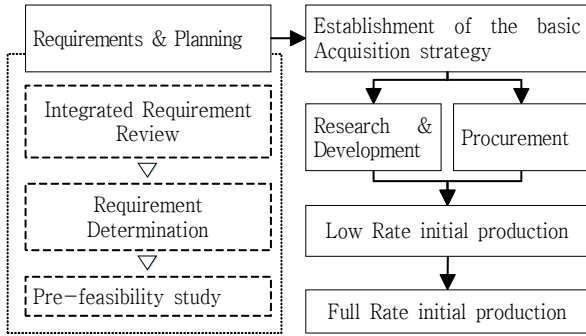 Requirements & Planning
Integrated Requirement
Review
Requirement
Determination
Pre-feasibility study
Establishment of the basic
Acquisition strategy
Research &
Development
Procurement
Low Rate initial production
Full Rate initial production